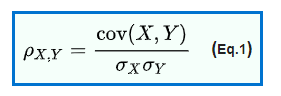 ρX,Y = cov(X, Y) / σXσY (Eq.1)